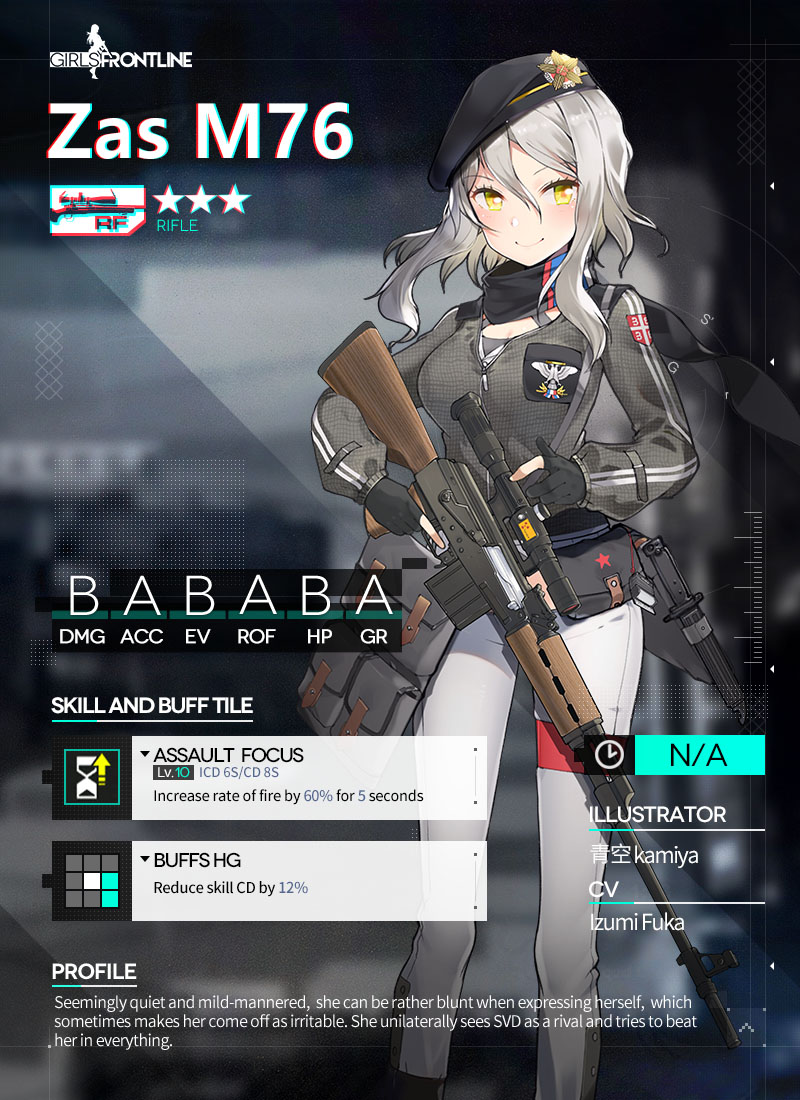 GIRLS FRONTLINE
Zas M76
RF
RIFLE
S'
G
B A B A B A
DMG ACC EV ROF HP GR
SKILL AND BUFF TILE
ASSAULT FOCUS
Lv.10 ICD 6S/CD 8S
Increase rate of fire by 60% for 5 seconds
BUFFS HG
Reduce skill CD by 12%
N/A
ILLUSTRATOR
青空kamiya
CV
Izumi Fuka
PROFILE
Seemingly quiet and mild-mannered, she can be rather blunt when expressing herself, which
sometimes makes her come off as irritable. She unilaterally sees SVD as a rival and tries to beat
her in everything.